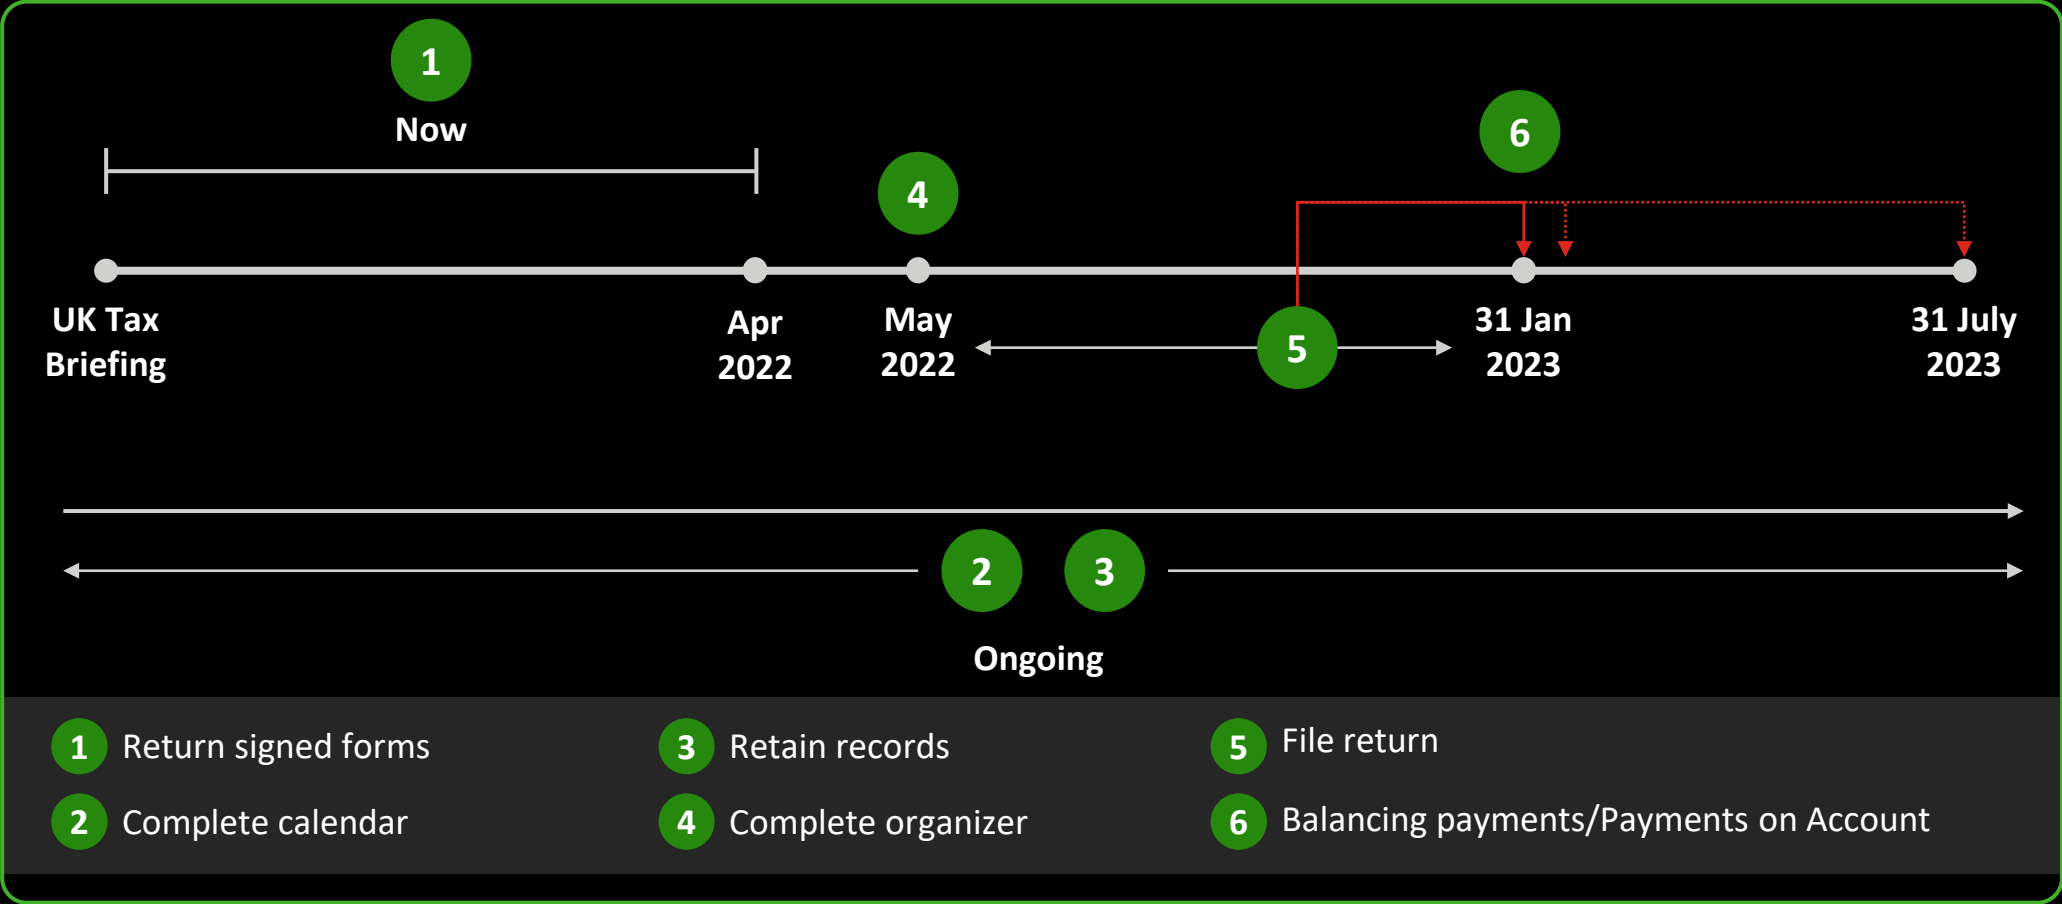 1
Now
6
4
UK Tax
Briefing
Apr
2022
May
2022
5
31 Jan
2023
31 July
2023
2
3
Ongoing
1 Return signed forms
2 Complete calendar
3 Retain records
4 Complete organizer
5 File return
6 Balancing payments/Payments on Account